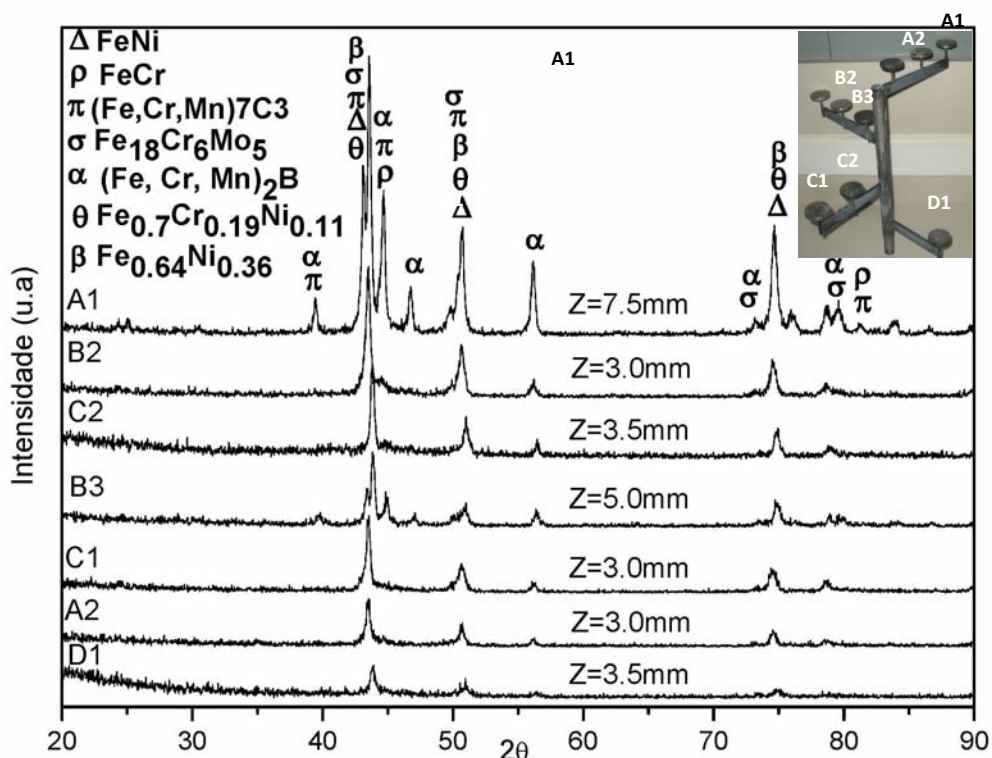 A1
Δ FeNi
ρ FeCr
π (Fe,Cr,Mn)7C3
σ Fe18Cr6Mo5
α (Fe, Cr, Mn)2B
θ Fe0.7Cr0.19Ni0.11
β Fe0.64Ni0.36
β
σ
π
Δ
θ
α
π
ρ
α
π
α
σ
π
β
θ
Δ
α
β
θ
Δ
α
σ
α
σ
ρ
π
A1
A2
B2
B3
C2
C1
D1
A1 Z=7.5mm
B2 Z=3.0mm
C2 Z=3.5mm
B3 Z=5.0mm
C1 Z=3.0mm
A2 Z=3.0mm
D1 Z=3.5mm
Intensidade (u.a)
20 30 40 50 60 70 80 90
2θ